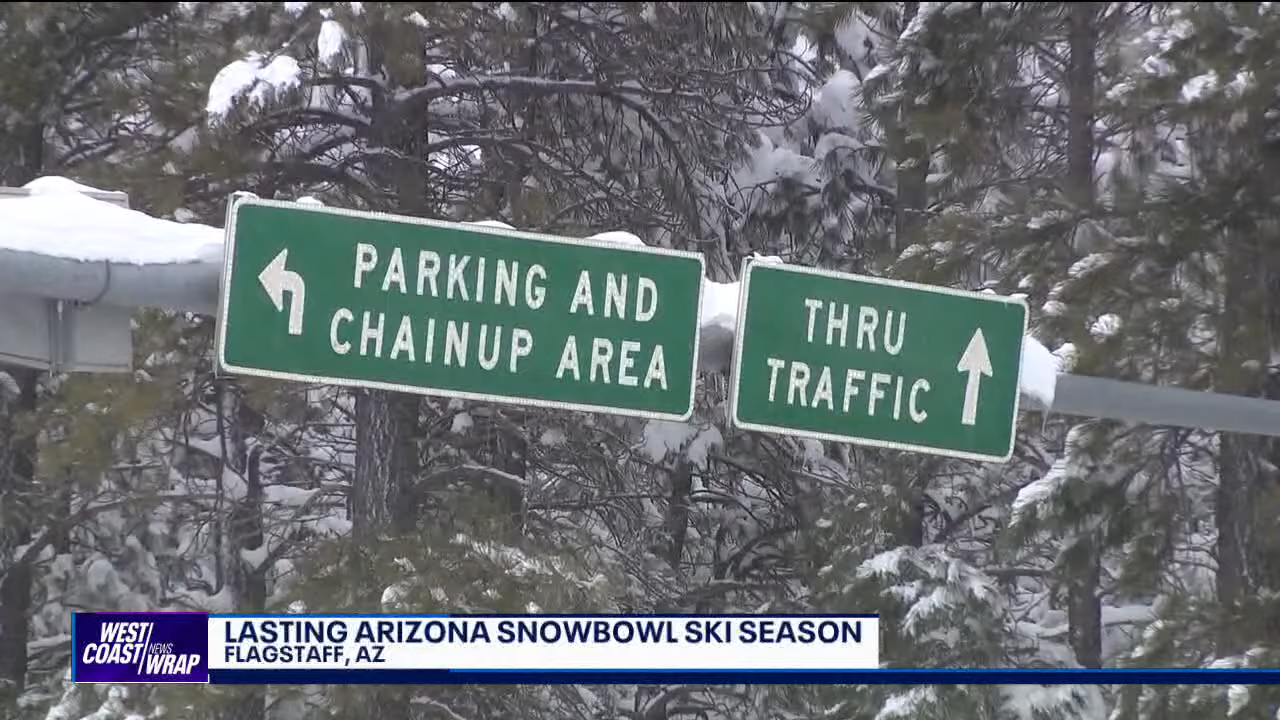 PARKING AND
CHAINUP AREA
THRU
TRAFFIC
WEST
COAST NEWS
WRAP
LASTING ARIZONA SNOWBOWL SKI SEASON
FLAGSTAFF, AZ